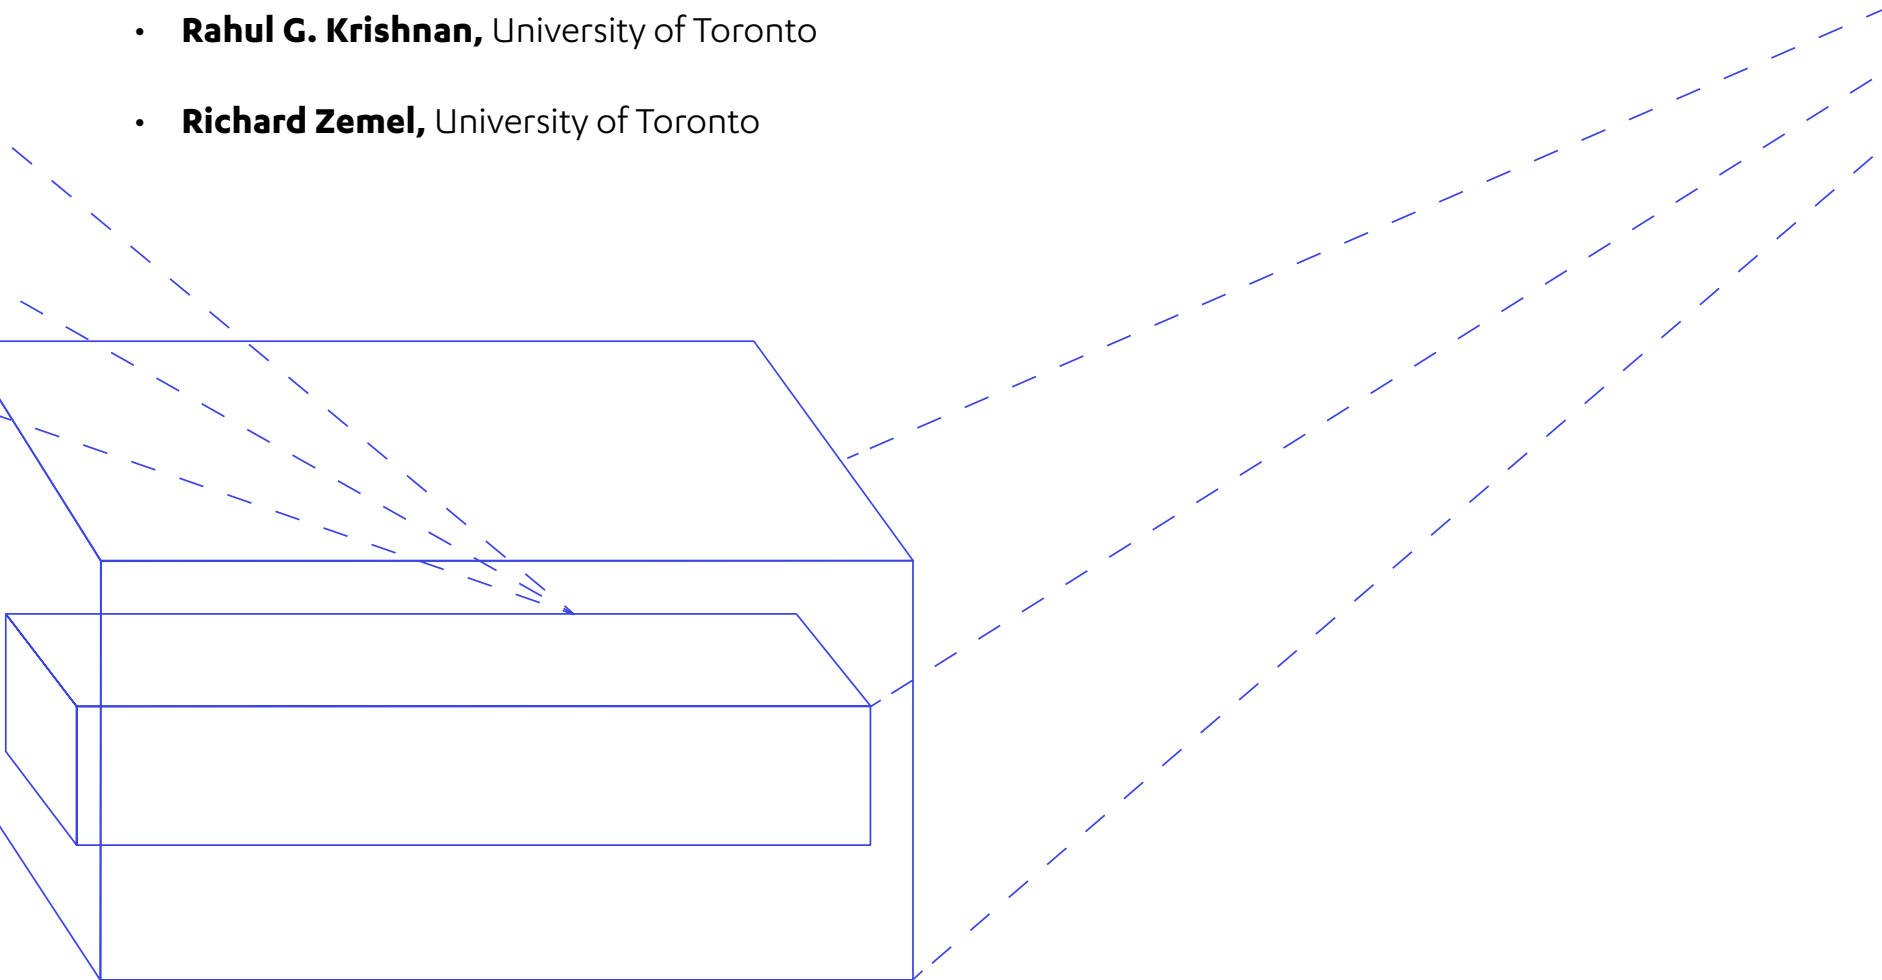 • Rahul G. Krishnan, University of Toronto
• Richard Zemel, University of Toronto